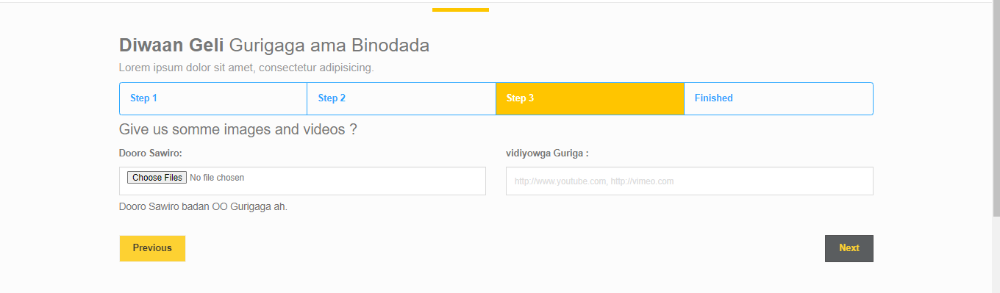 Diwaan Geli Gurigaga ama Binodada
Lorem ipsum dolor sit amet, consectetur adipisicing.
Step 1 Step 2 Step 3 Finished
Give us somme images and videos ?
Dooro Sawiro: vidiyowga Guriga :
Choose Files No file chosen http://www.youtube.com, http://vimeo.com
Dooro Sawiro badan OO Gurigaga ah.
Previous Next